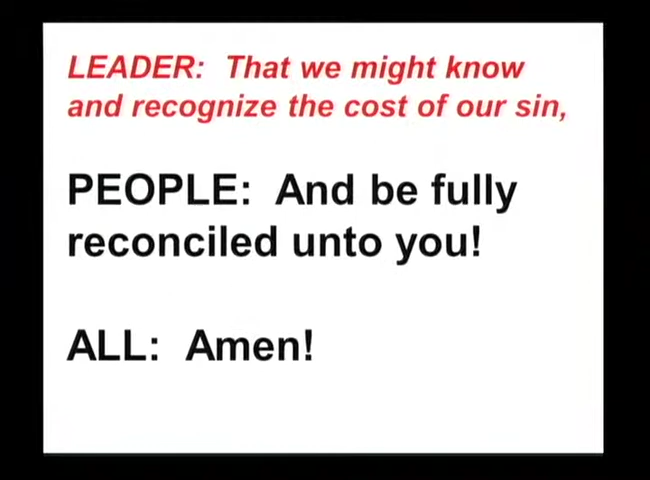 LEADER:  That we might know
and recognize the cost of our sin,
PEOPLE:  And be fully
reconciled unto you!
ALL:  Amen!